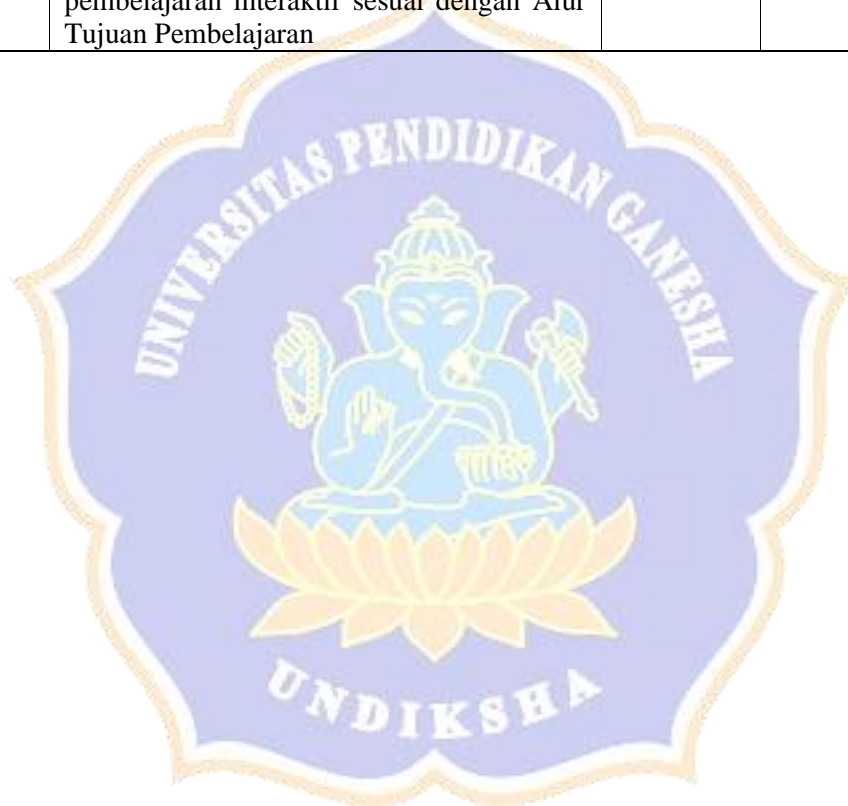 pembelajaran interaktif sesuai dengan Alur
Tujuan Pembelajaran
UNIVERSITAS PENDIDIKAN GANESHA
UNDIKSHA